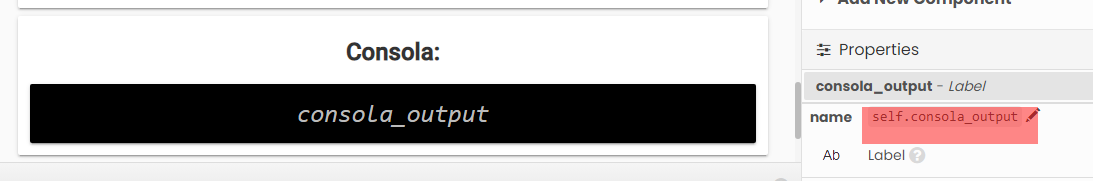 Add New Component
Consola:
Properties
consola_output - Label
consola_output
name self.consola_output
Ab Label ?